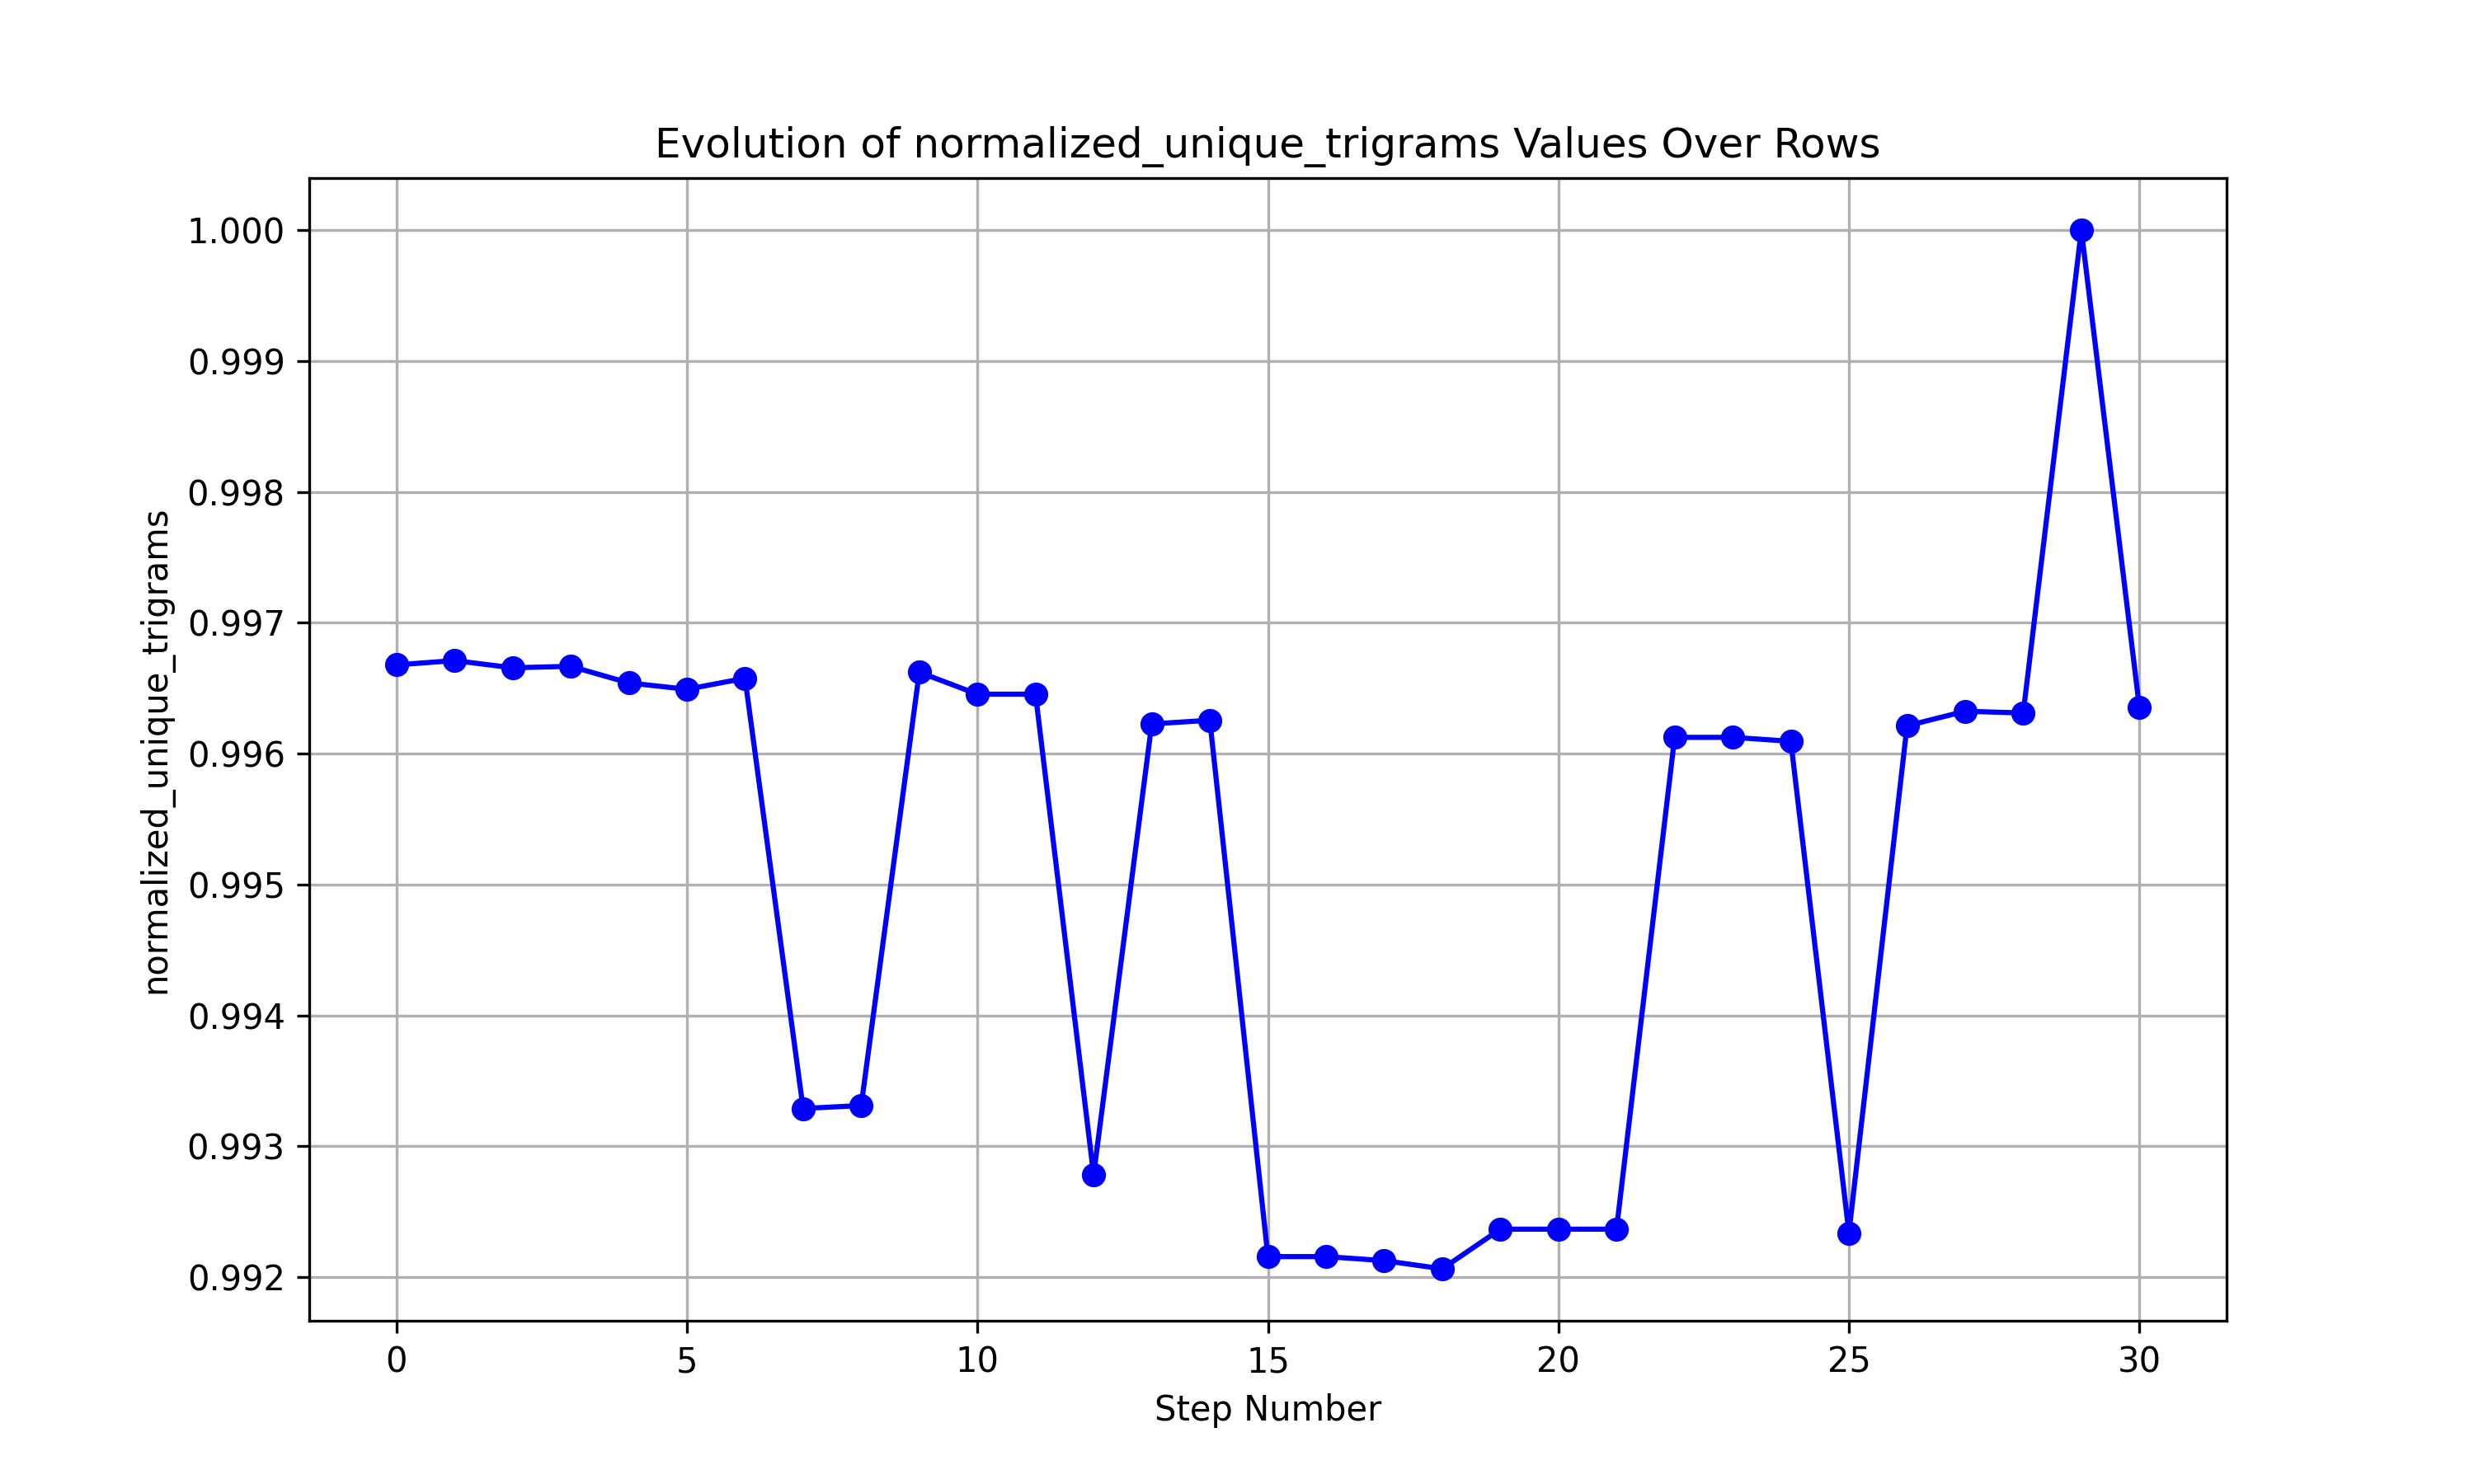 Evolution of normalized_unique_trigrams Values Over Rows
normalized_unique_trigrams
1.000
0.999
0.998
0.997
0.996
0.995
0.994
0.993
0.992
0 5 10 15 20 25 30
Step Number